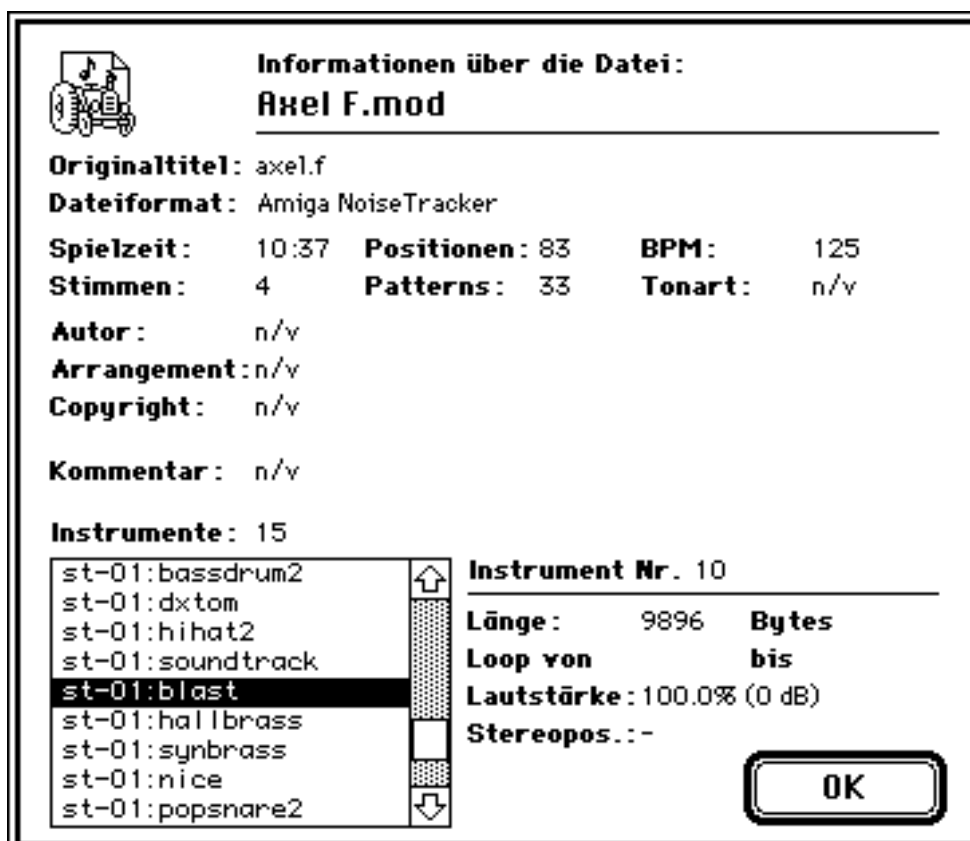 Informationen über die Datei:
Axel F.mod
Originaltitel: axel.f
Dateiformat: Amiga NoiseTracker
Spielzeit: 10:37 Positionen: 83 BPM: 125
Stimmen: 4 Patterns: 33 Tonart: n/v
Autor: n/v
Arrangement: n/v
Copyright: n/v
Kommentar: n/v
Instrumente: 15
st-01:bassdrum2
st-01:dxtom
st-01:hihat2
st-01:soundtrack
st-01:blast
st-01:hallbrass
st-01:synbrass
st-01:nice
st-01:popsnare2
Instrument Nr. 10
Länge: 9896 Bytes
Loop von bis
Lautstärke: 100.0% (0 dB)
Stereopos.: -
OK